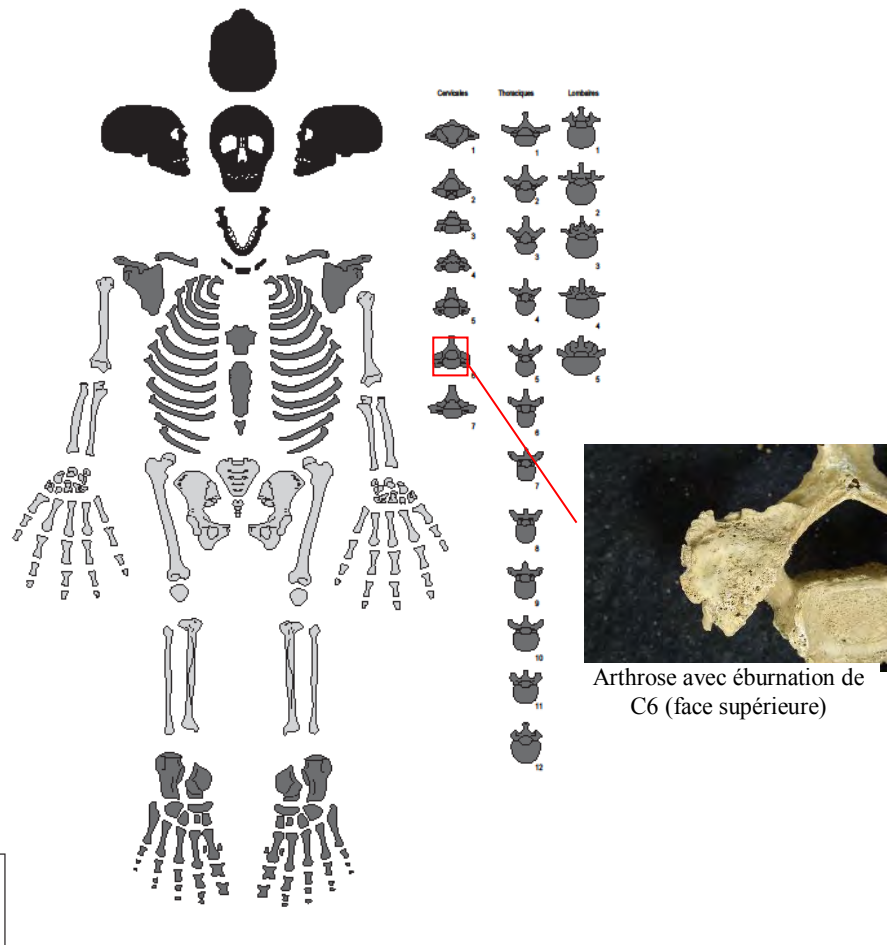 Cervicales Thoraciques Lombaires
1 1 1
2 2 2
3 3 3
4 4 4
5 5 5
6 6
7 7
8
9
10
11
12
Arthrose avec éburnation de
C6 (face supérieure)